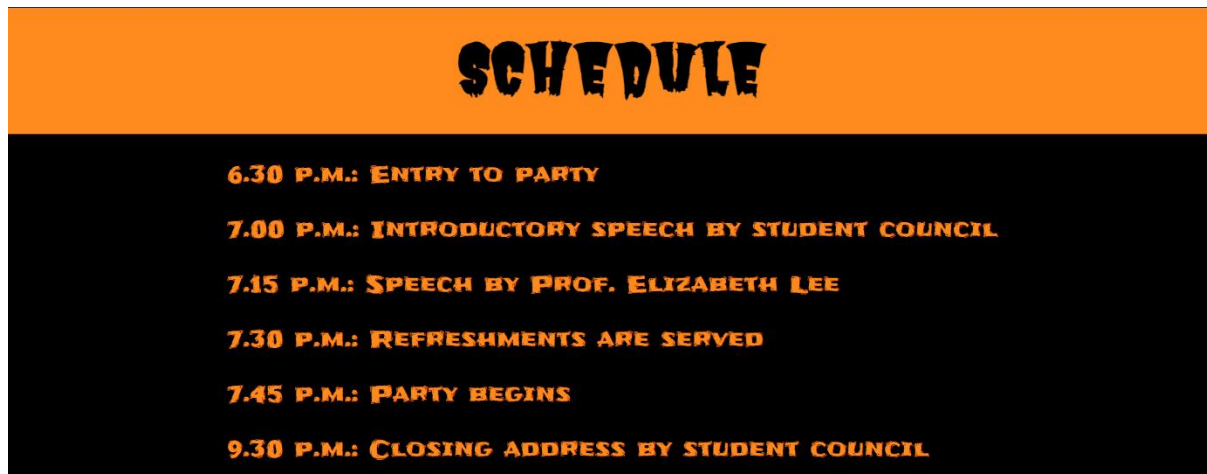 SCHEDULE
6.30 P.M.: ENTRY TO PARTY
7.00 P.M.: INTRODUCTORY SPEECH BY STUDENT COUNCIL
7.15 P.M.: SPEECH BY PROF. ELIZABETH LEE
7.30 P.M.: REFRESHMENTS ARE SERVED
7.45 P.M.: PARTY BEGINS
9.30 P.M.: CLOSING ADDRESS BY STUDENT COUNCIL